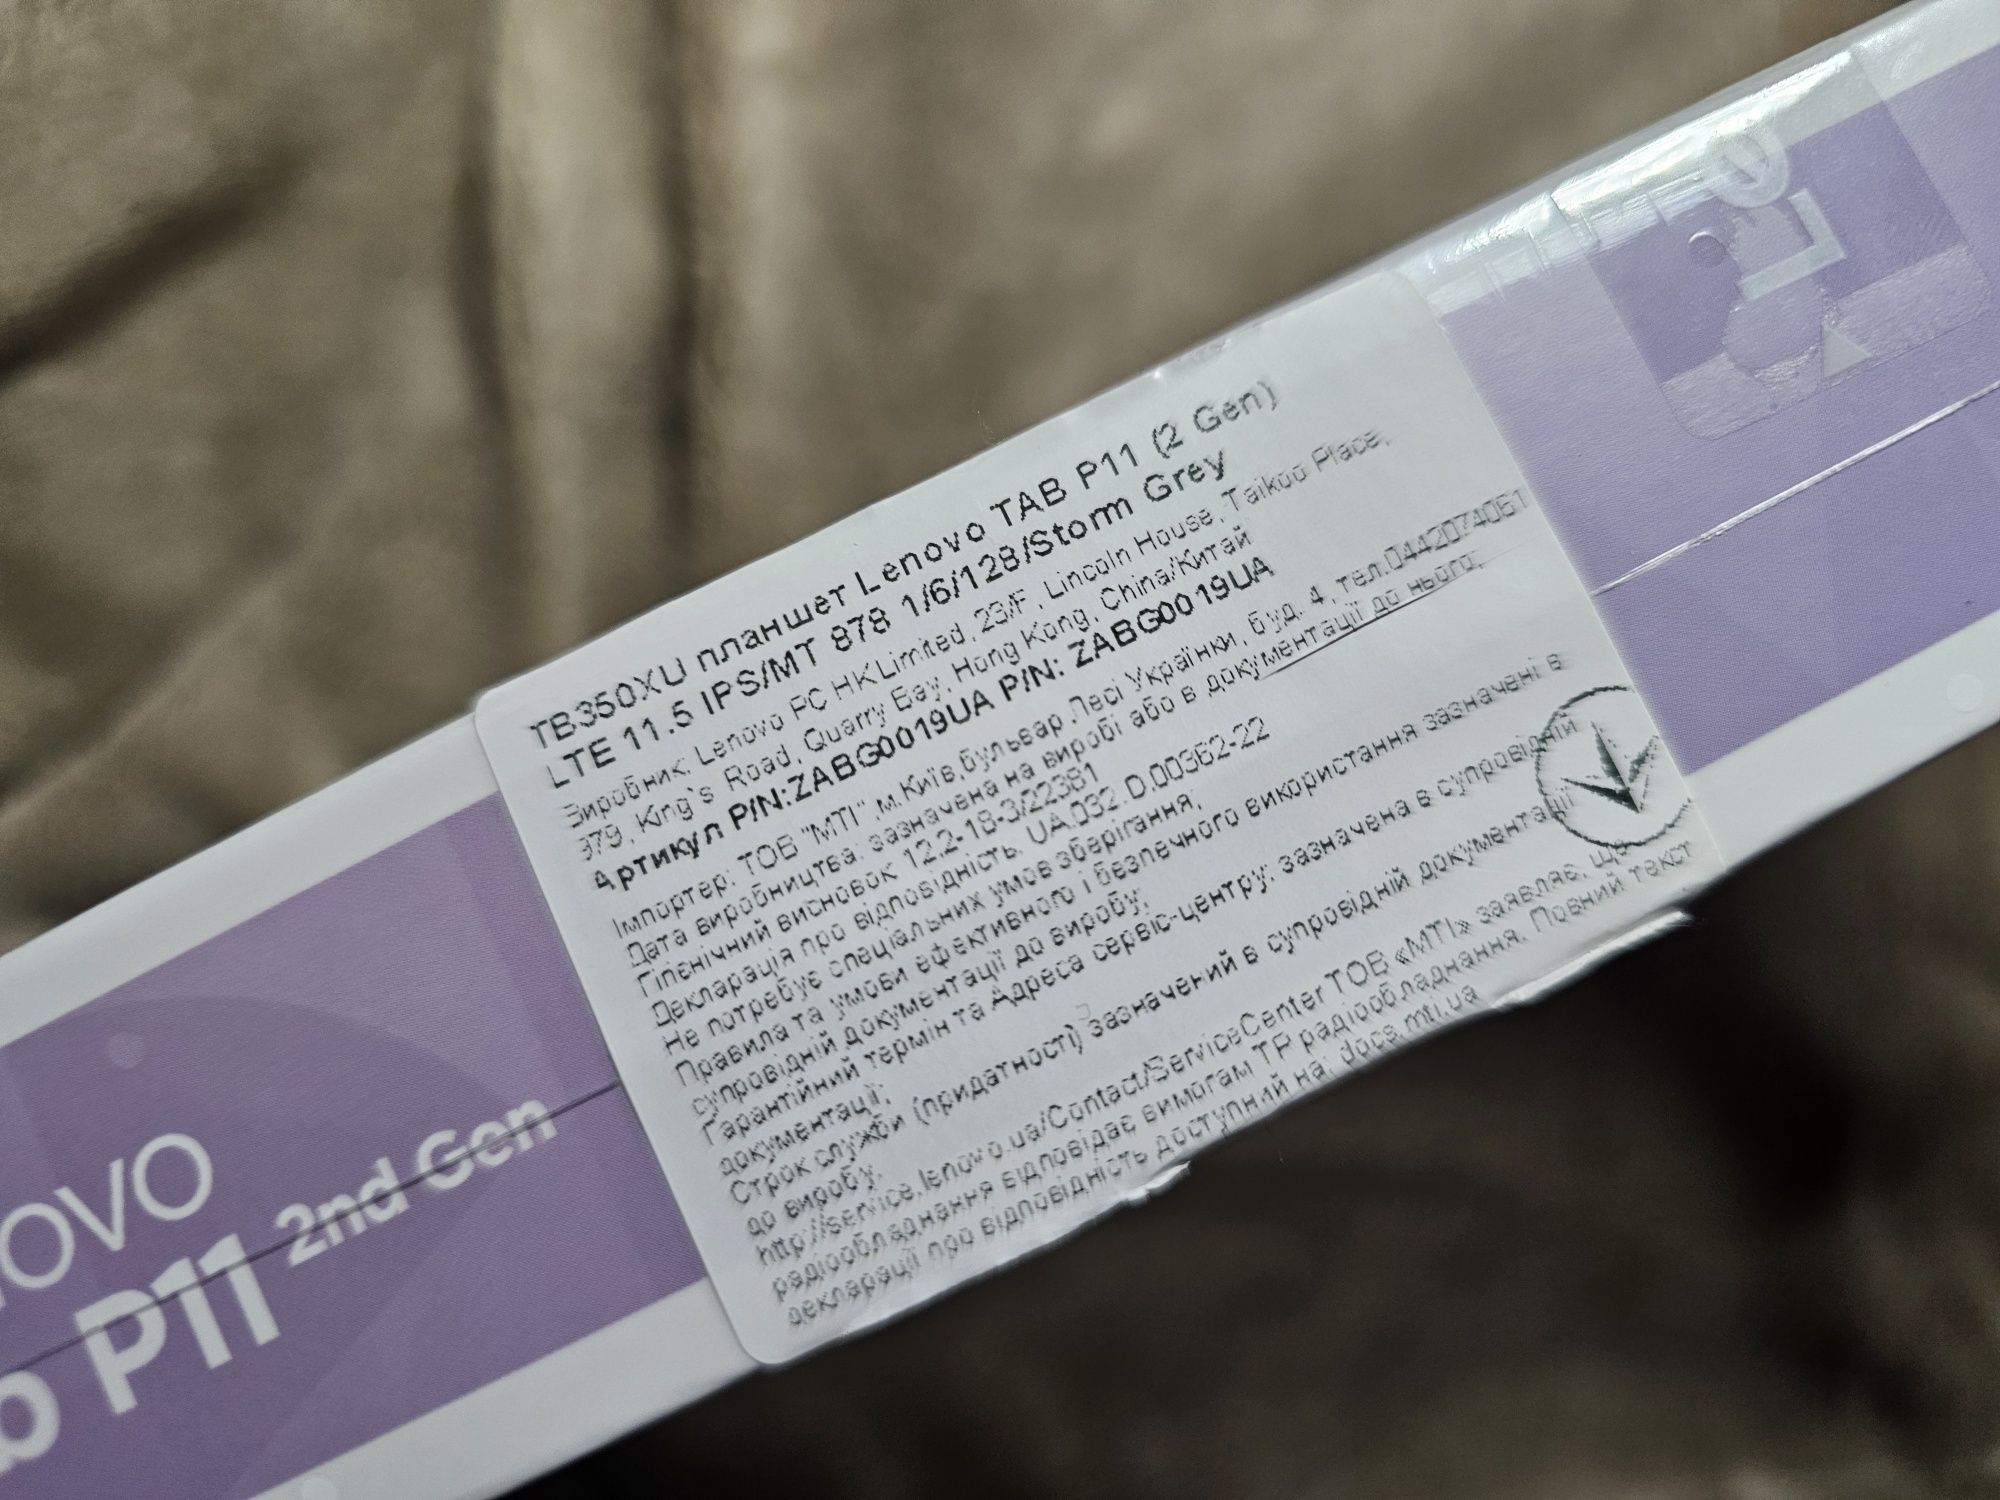 TB350XU планшет Lenovo TAB P11 (2 Gen)
LTE 11.5 IPS/MT 878 1/6/128/Storm Grey
Виробник: Lenovo PC HK Limited, 23/F, Lincoln House, Taikoo Place,
979, King`s Road, Quarry Bay, Hong Kong, China/Китай
Артикул P/N:ZABG0019UA P/N: ZABG0019UA
Імпортер: ТОВ "МТІ",м.Київ,бульвар Лесі Українки, буд. 4, тел.0442074061
Дата виробництва: зазначена на виробі або в документації до нього;
Гігієнічний висновок 12.2-18-3/22381
Декларація про відповідність. UA.032.D.00362-22
Не потребує спеціальних умов зберігання;
Правила та умови ефективного і безпечного використання зазначені в
супровідній документації до виробу;
Гарантійний термін та Адреса сервіс-центру: зазначена в супровідній
документації;
Строк служби (придатності) зазначений в супровідній документації
до виробу.
http://service.lenovo.ua/Contact/ServiceCenter ТОВ «МТІ» заявляє, що
радіообладнання відповідає вимогам ТР радіообладнання. Повний текст
декларації про відповідність доступний на: docs.mti.ua
novo
b P11 2nd Gen